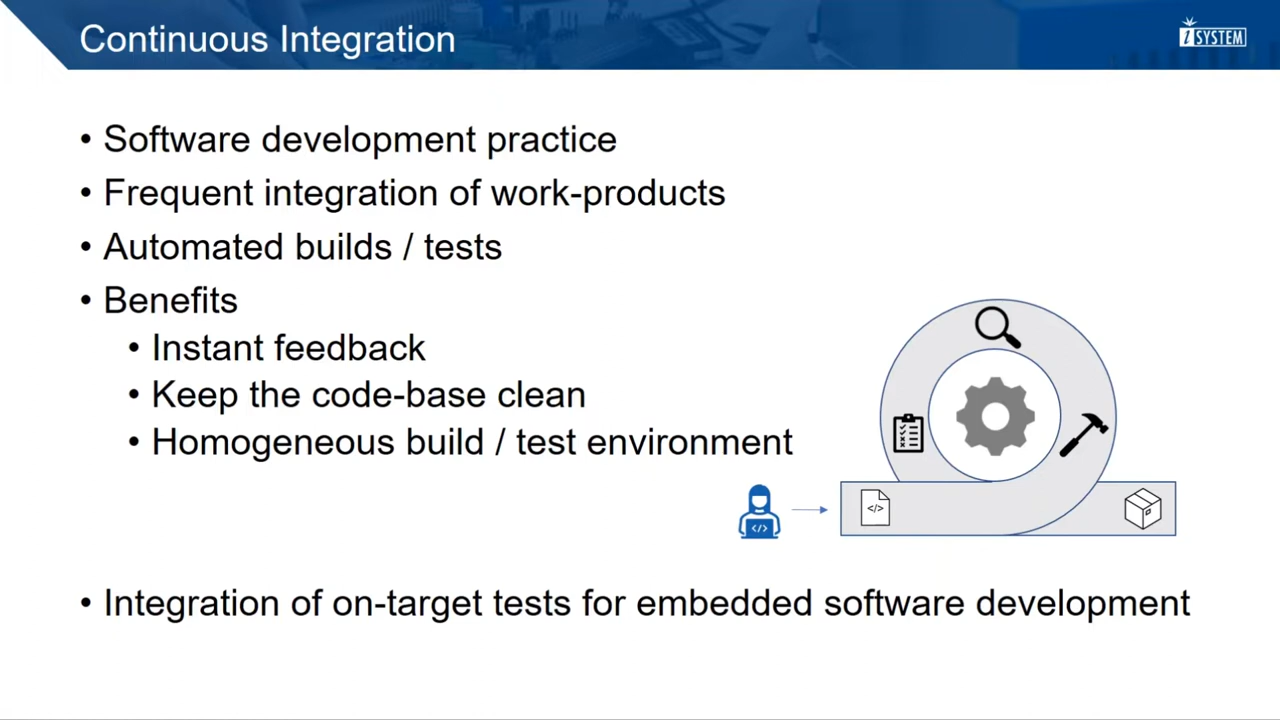 Continuous Integration
iSYSTEM
• Software development practice
• Frequent integration of work-products
• Automated builds / tests
• Benefits
• Instant feedback
• Keep the code-base clean
• Homogeneous build / test environment
</>
</>
• Integration of on-target tests for embedded software development